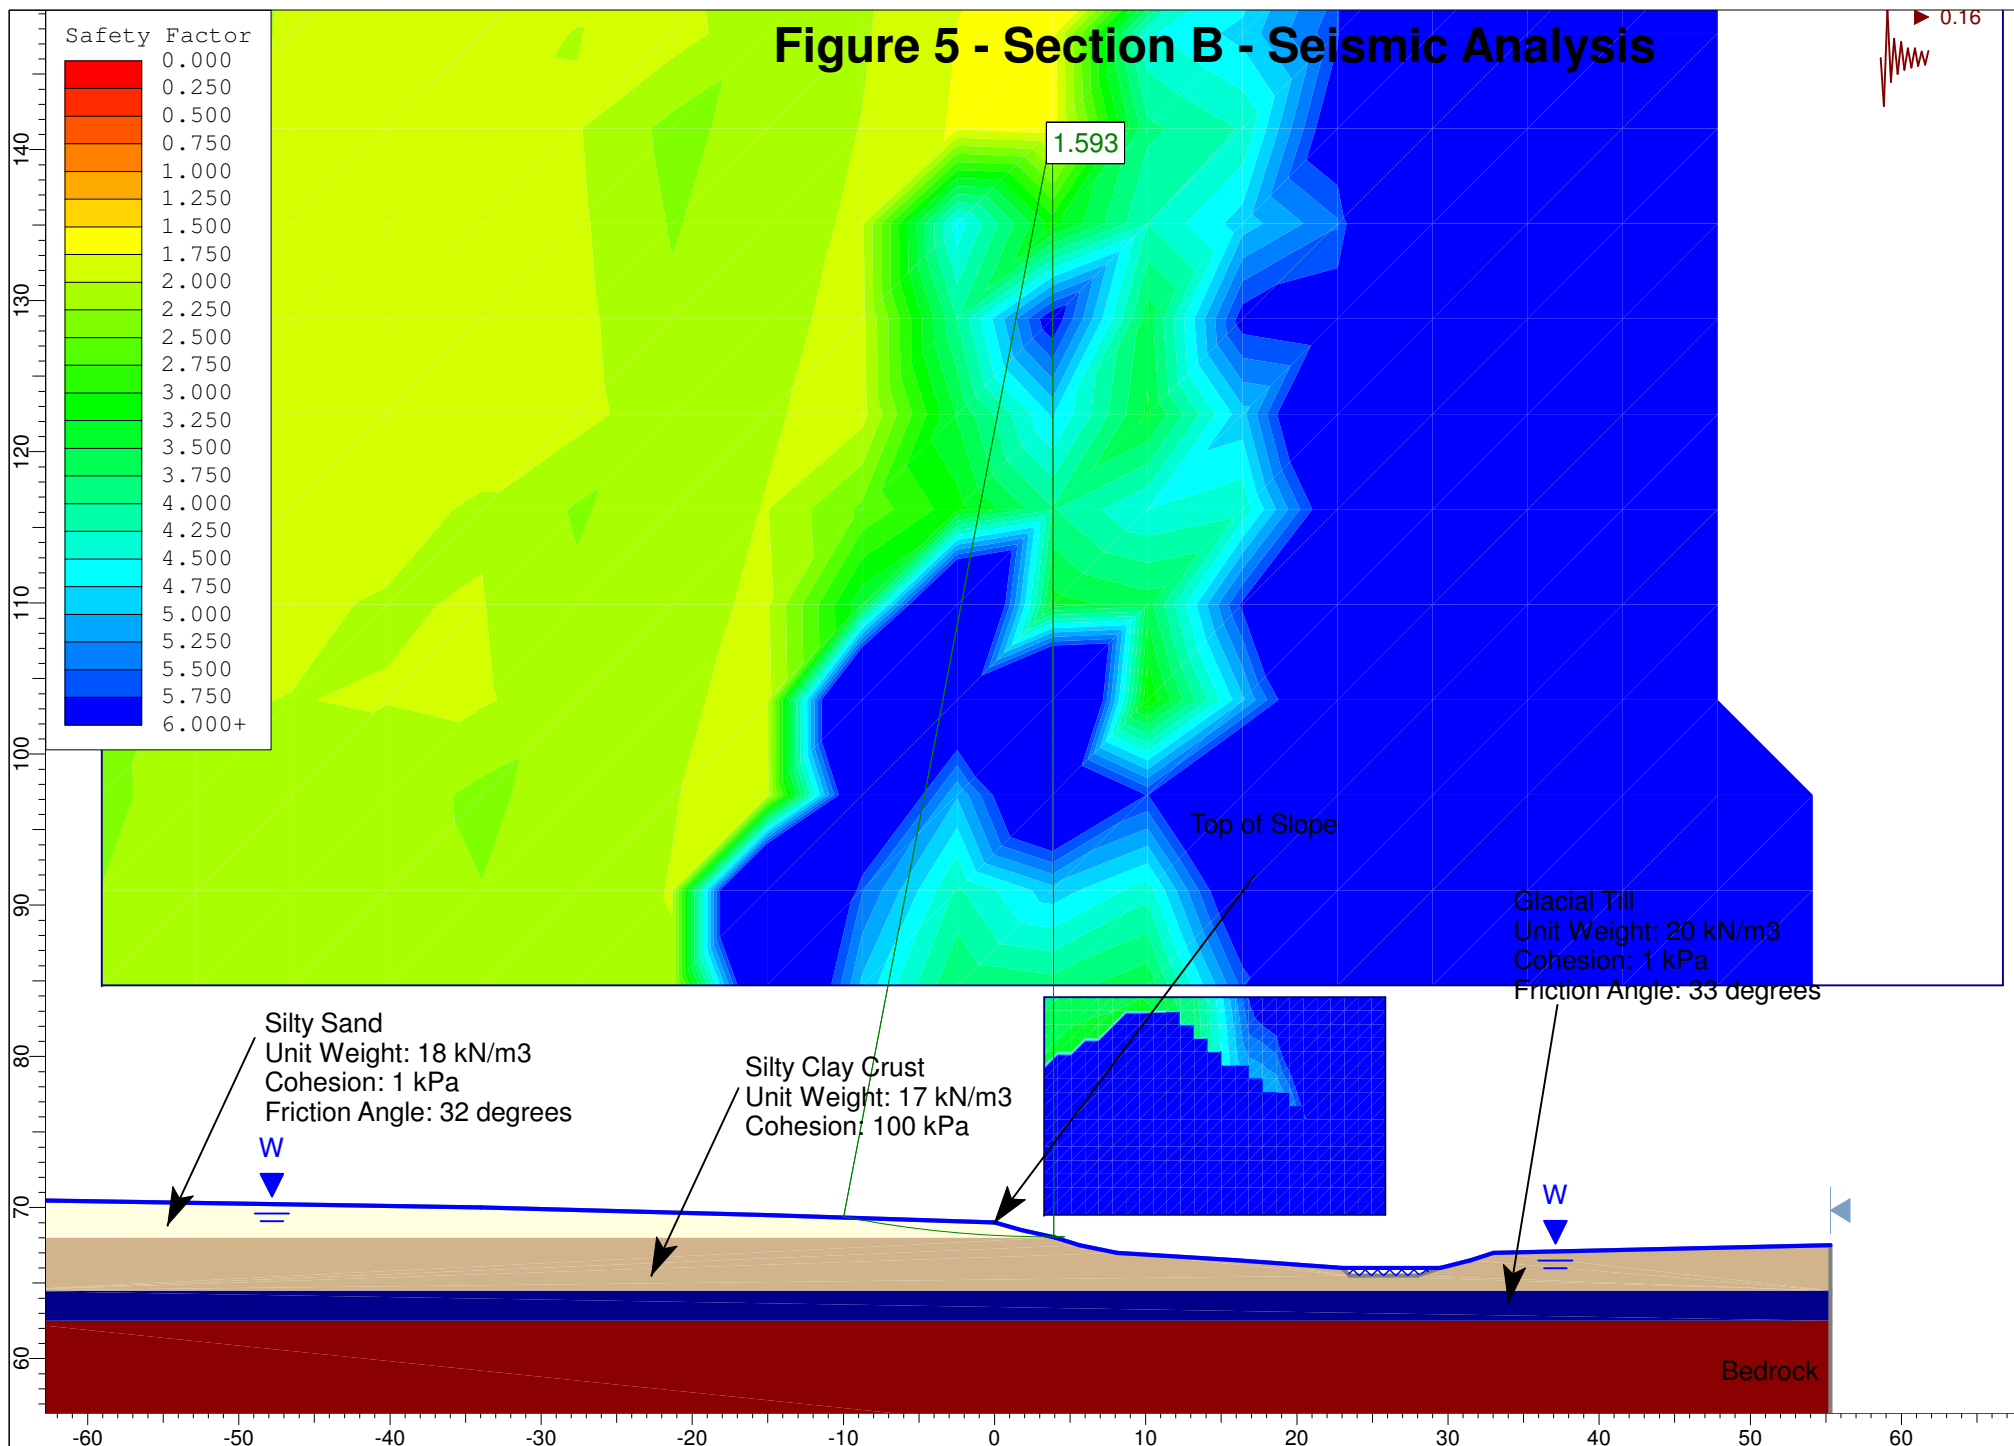 Figure 5 - Section B - Seismic Analysis
0.16
Safety Factor
0.000
0.250
0.500
0.750
1.000
1.250
1.500
1.750
2.000
2.250
2.500
2.750
3.000
3.250
3.500
3.750
4.000
4.250
4.500
4.750
5.000
5.250
5.500
5.750
6.000+
1.593
Top of Slope
Glacial Till
Unit Weight: 20 kN/m3
Cohesion: 1 kPa
Friction Angle: 33 degrees
Silty Sand
Unit Weight: 18 kN/m3
Cohesion: 1 kPa
Friction Angle: 32 degrees
Silty Clay Crust
Unit Weight: 17 kN/m3
Cohesion: 100 kPa
W
W
Bedrock
140
130
120
110
100
90
80
70
60
-60 -50 -40 -30 -20 -10 0 10 20 30 40 50 60